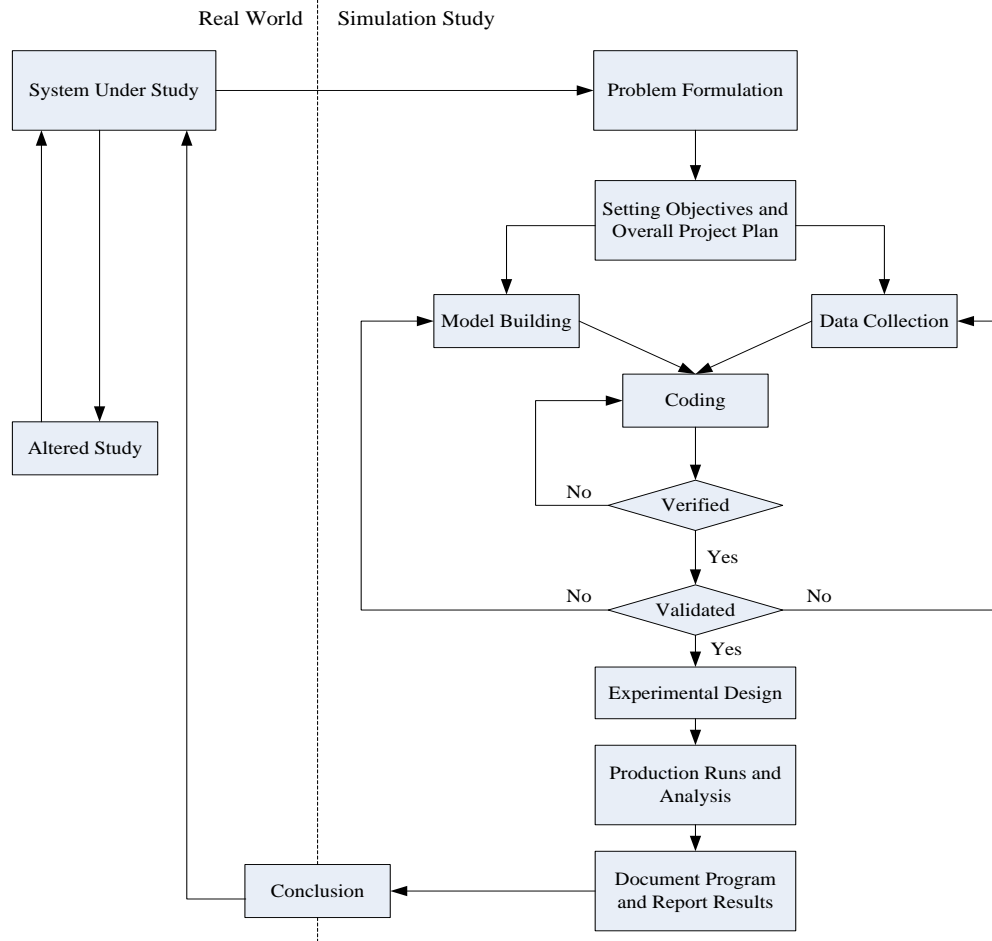 Real World
Simulation Study
System Under Study
Problem Formulation
Setting Objectives and
Overall Project Plan
Model Building
Data Collection
Coding
Altered Study
No
Verified
Yes
No
Validated
No
Yes
Experimental Design
Production Runs and
Analysis
Document Program
and Report Results
Conclusion